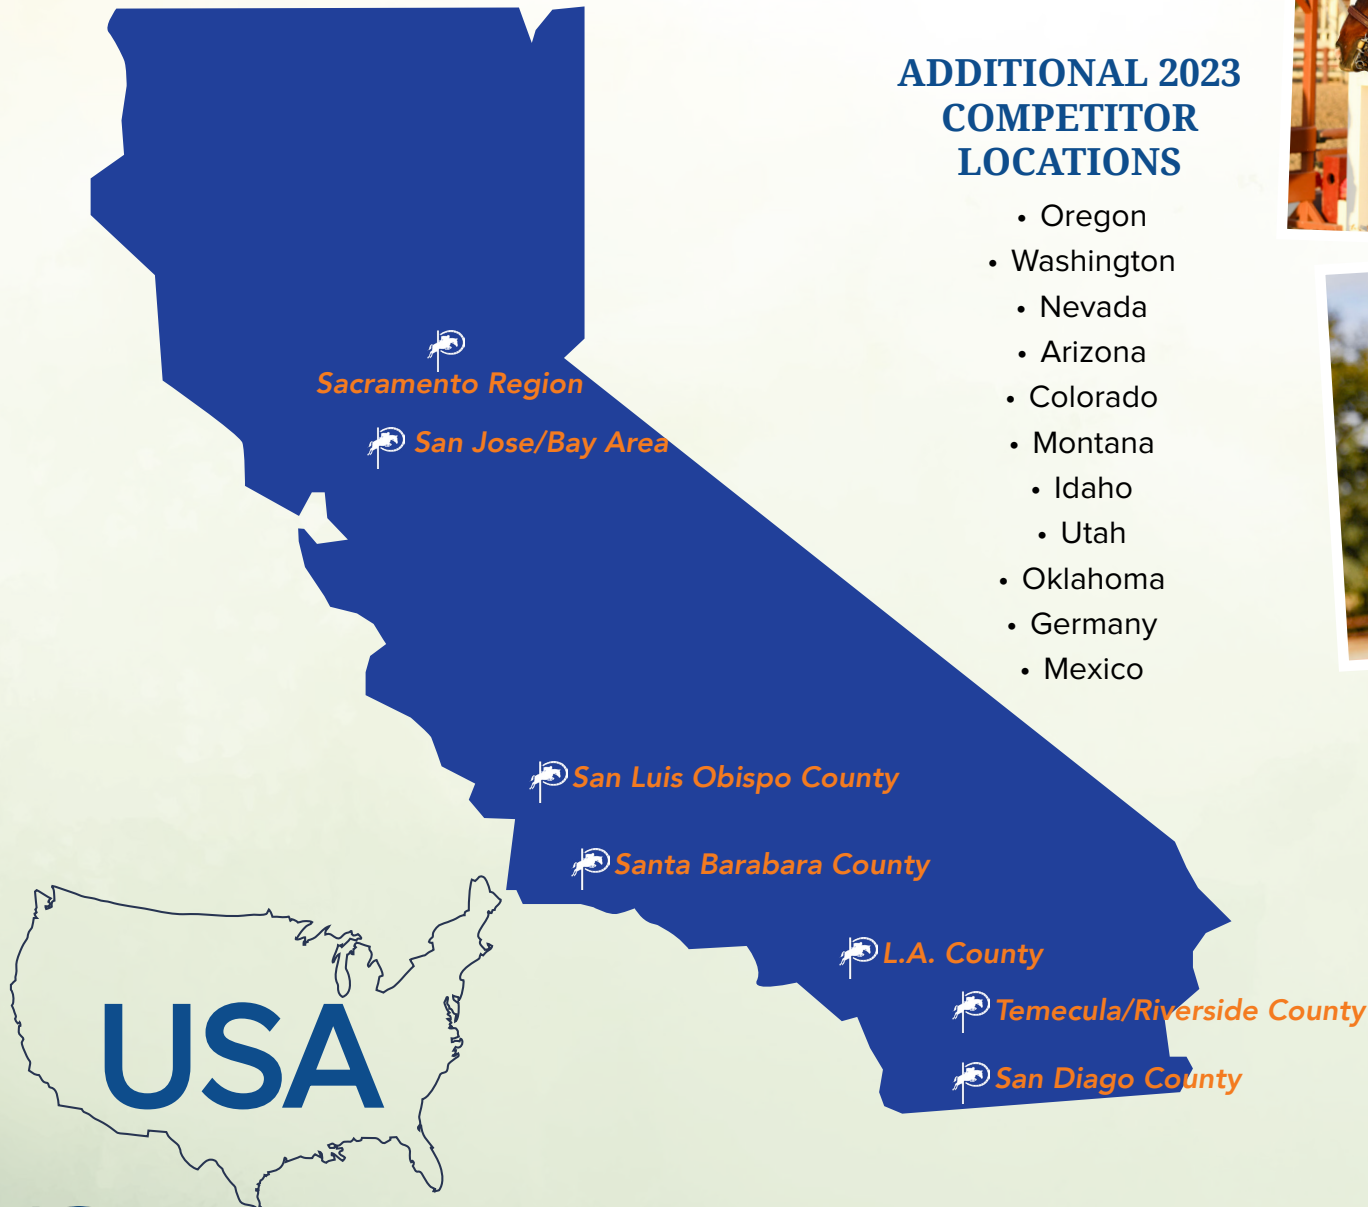 ADDITIONAL 2023
COMPETITOR
LOCATIONS
• Oregon
• Washington
• Nevada
• Arizona
• Colorado
• Montana
• Idaho
• Utah
• Oklahoma
• Germany
• Mexico
Sacramento Region
San Jose/Bay Area
San Luis Obispo County
Santa Barabara County
L.A. County
Temecula/Riverside County
San Diago County
USA